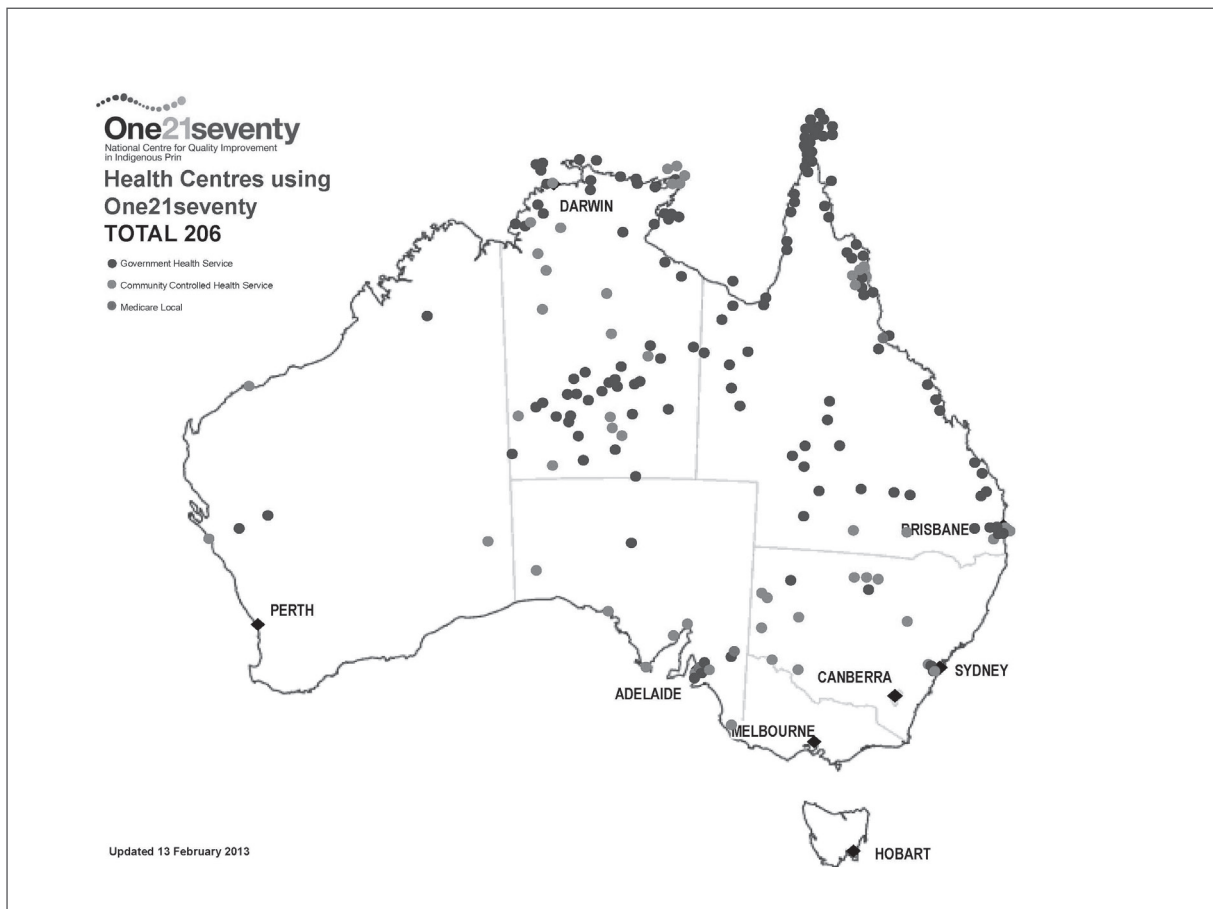 One21seventy
National Centre for Quality Improvement
in Indigenous Prin
Health Centres using
One21seventy
TOTAL 206
Government Health Service
Community Controlled Health Service
Medicare Local
DARWIN
BRISBANE
PERTH
SYDNEY
CANBERRA
ADELAIDE
MELBOURNE
HOBART
Updated 13 February 2013